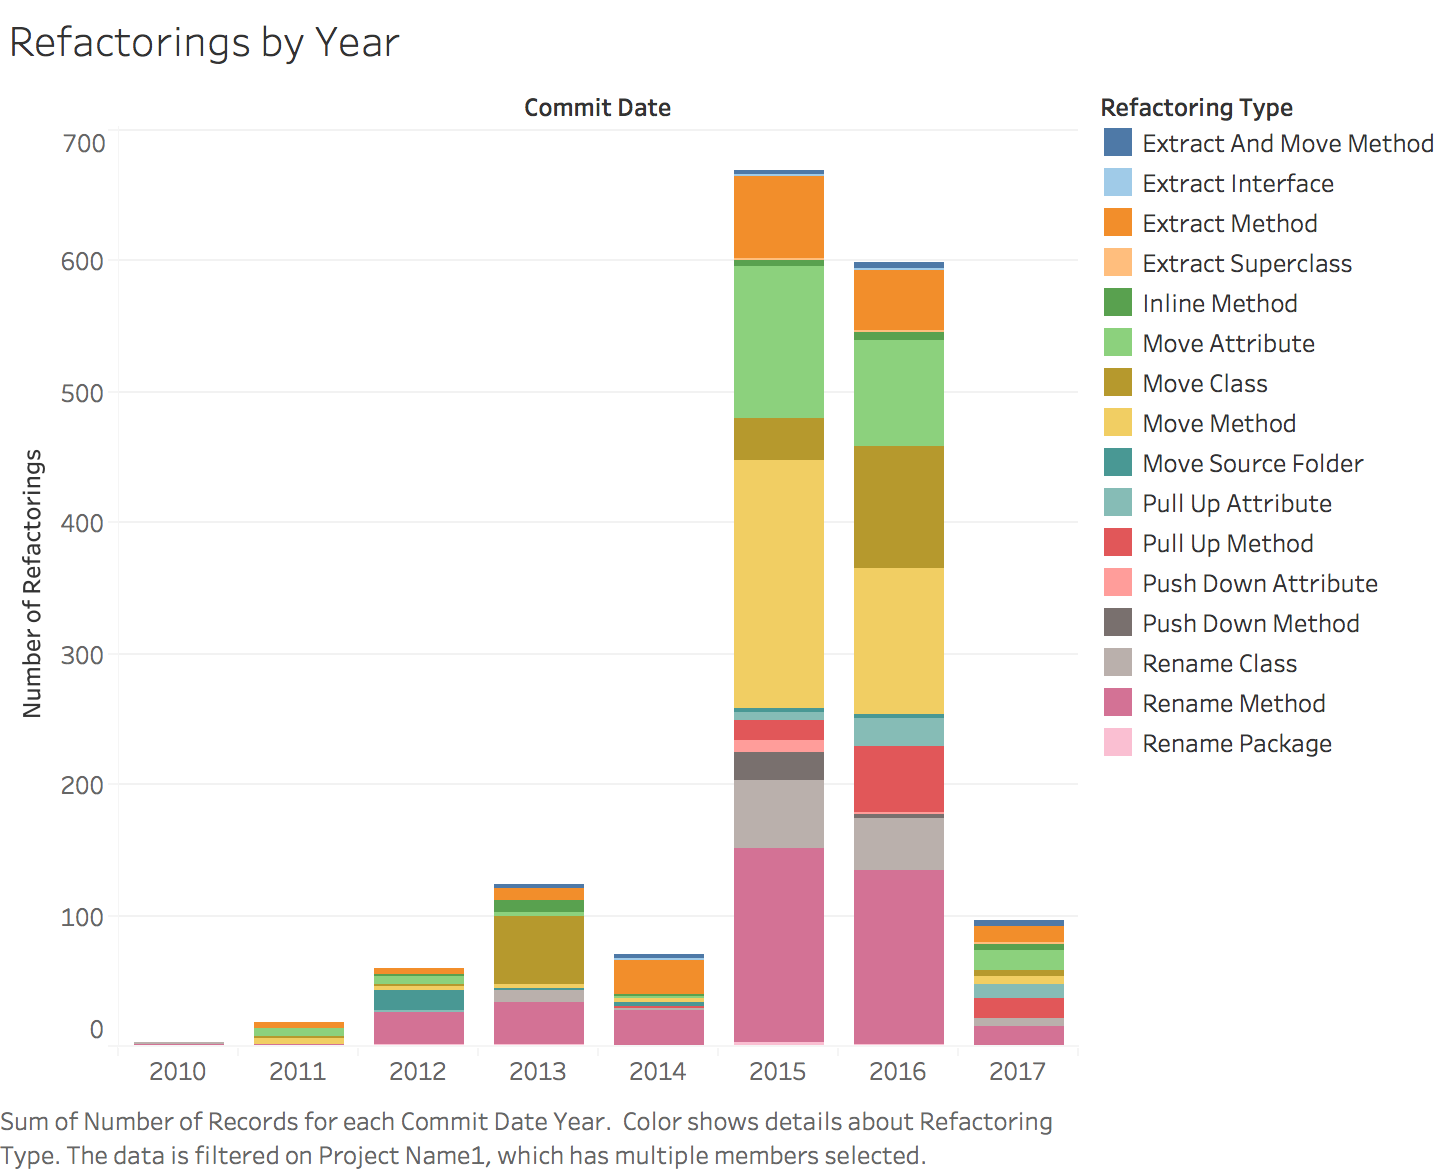 Refactorings by Year
Commit Date
Refactoring Type
Extract And Move Method
Extract Interface
Extract Method
Extract Superclass
Inline Method
Move Attribute
Move Class
Move Method
Move Source Folder
Pull Up Attribute
Pull Up Method
Push Down Attribute
Push Down Method
Rename Class
Rename Method
Rename Package
Number of Refactorings
700
600
500
400
300
200
100
0
2010 2011 2012 2013 2014 2015 2016 2017
Sum of Number of Records for each Commit Date Year. Color shows details about Refactoring
Type. The data is filtered on Project Name1, which has multiple members selected.